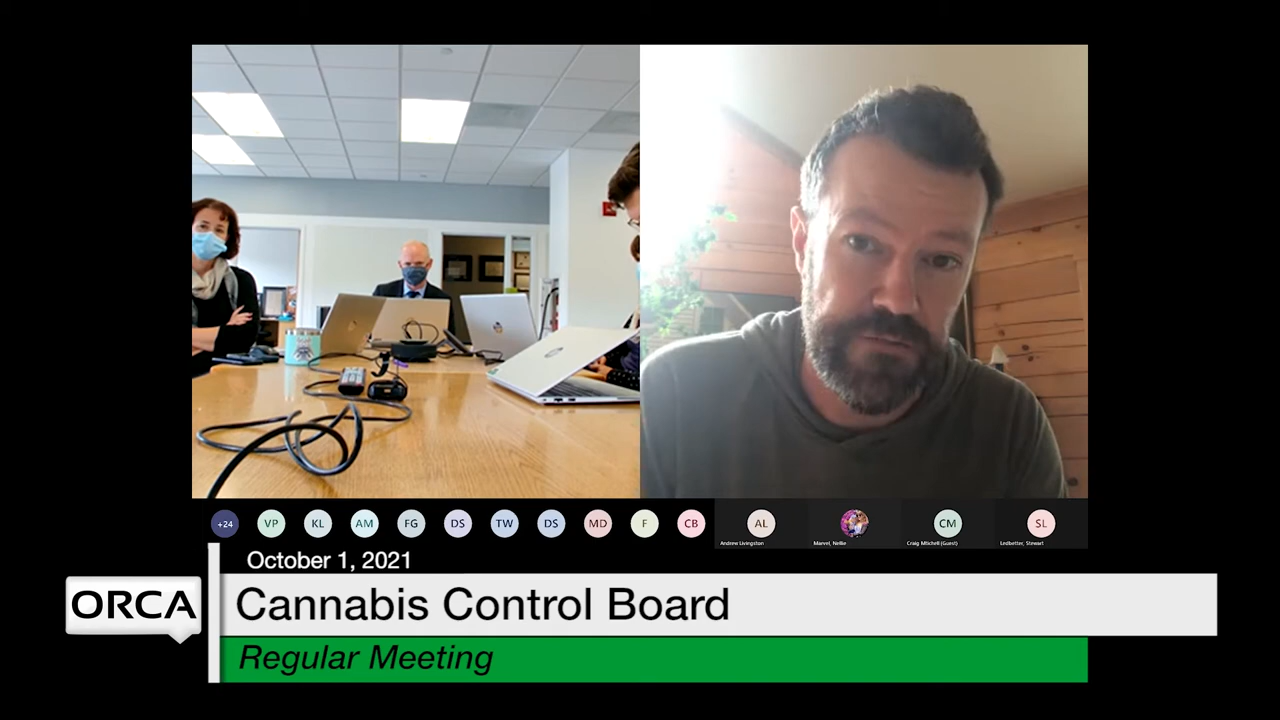 +24 VP KL AM FG DS TW DS MD F CB AL CM SL
Andrew Livingston Marvel, Nellie Craig Mitchell (Guest) Ledbetter, Stewart
October 1, 2021
ORCA
Cannabis Control Board
Regular Meeting